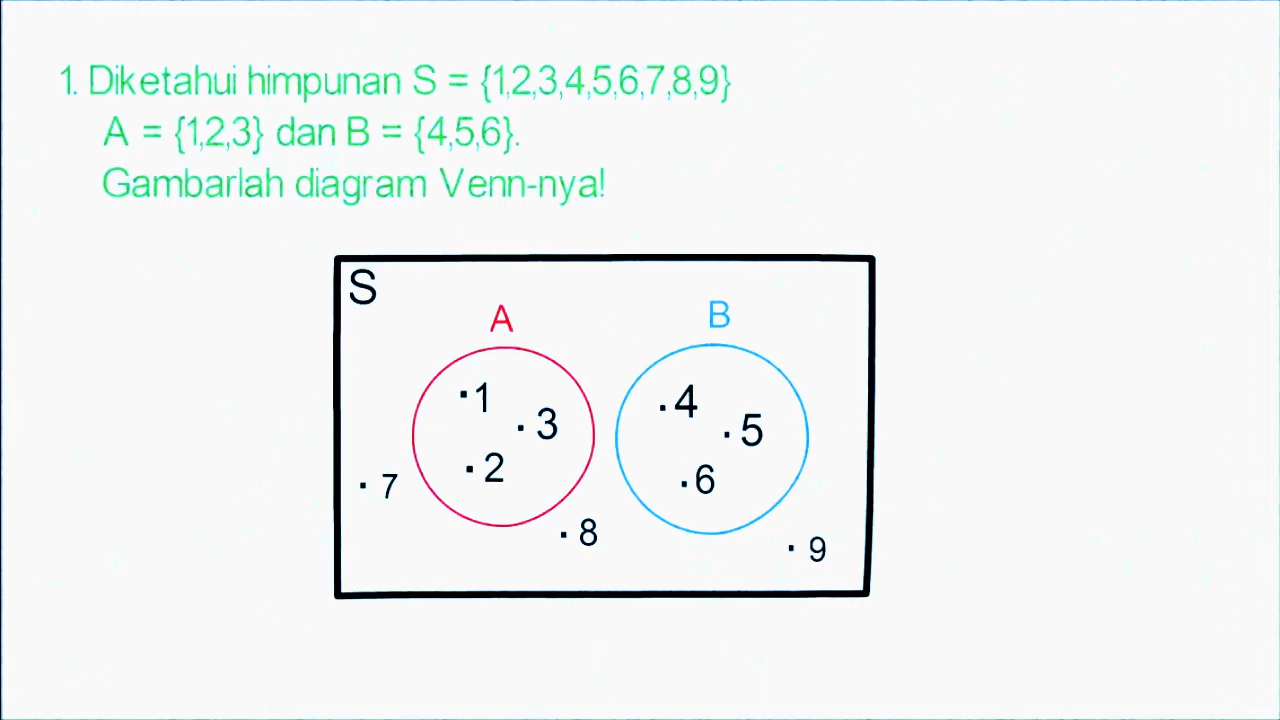 1. Diketahui himpunan S = {1,2,3,4,5,6,7,8,9}
A = {1,2,3} dan B = {4,5,6}.
Gambarlah diagram Venn-nya!
S
A
B
1
3
2
4
5
6
7
8
9